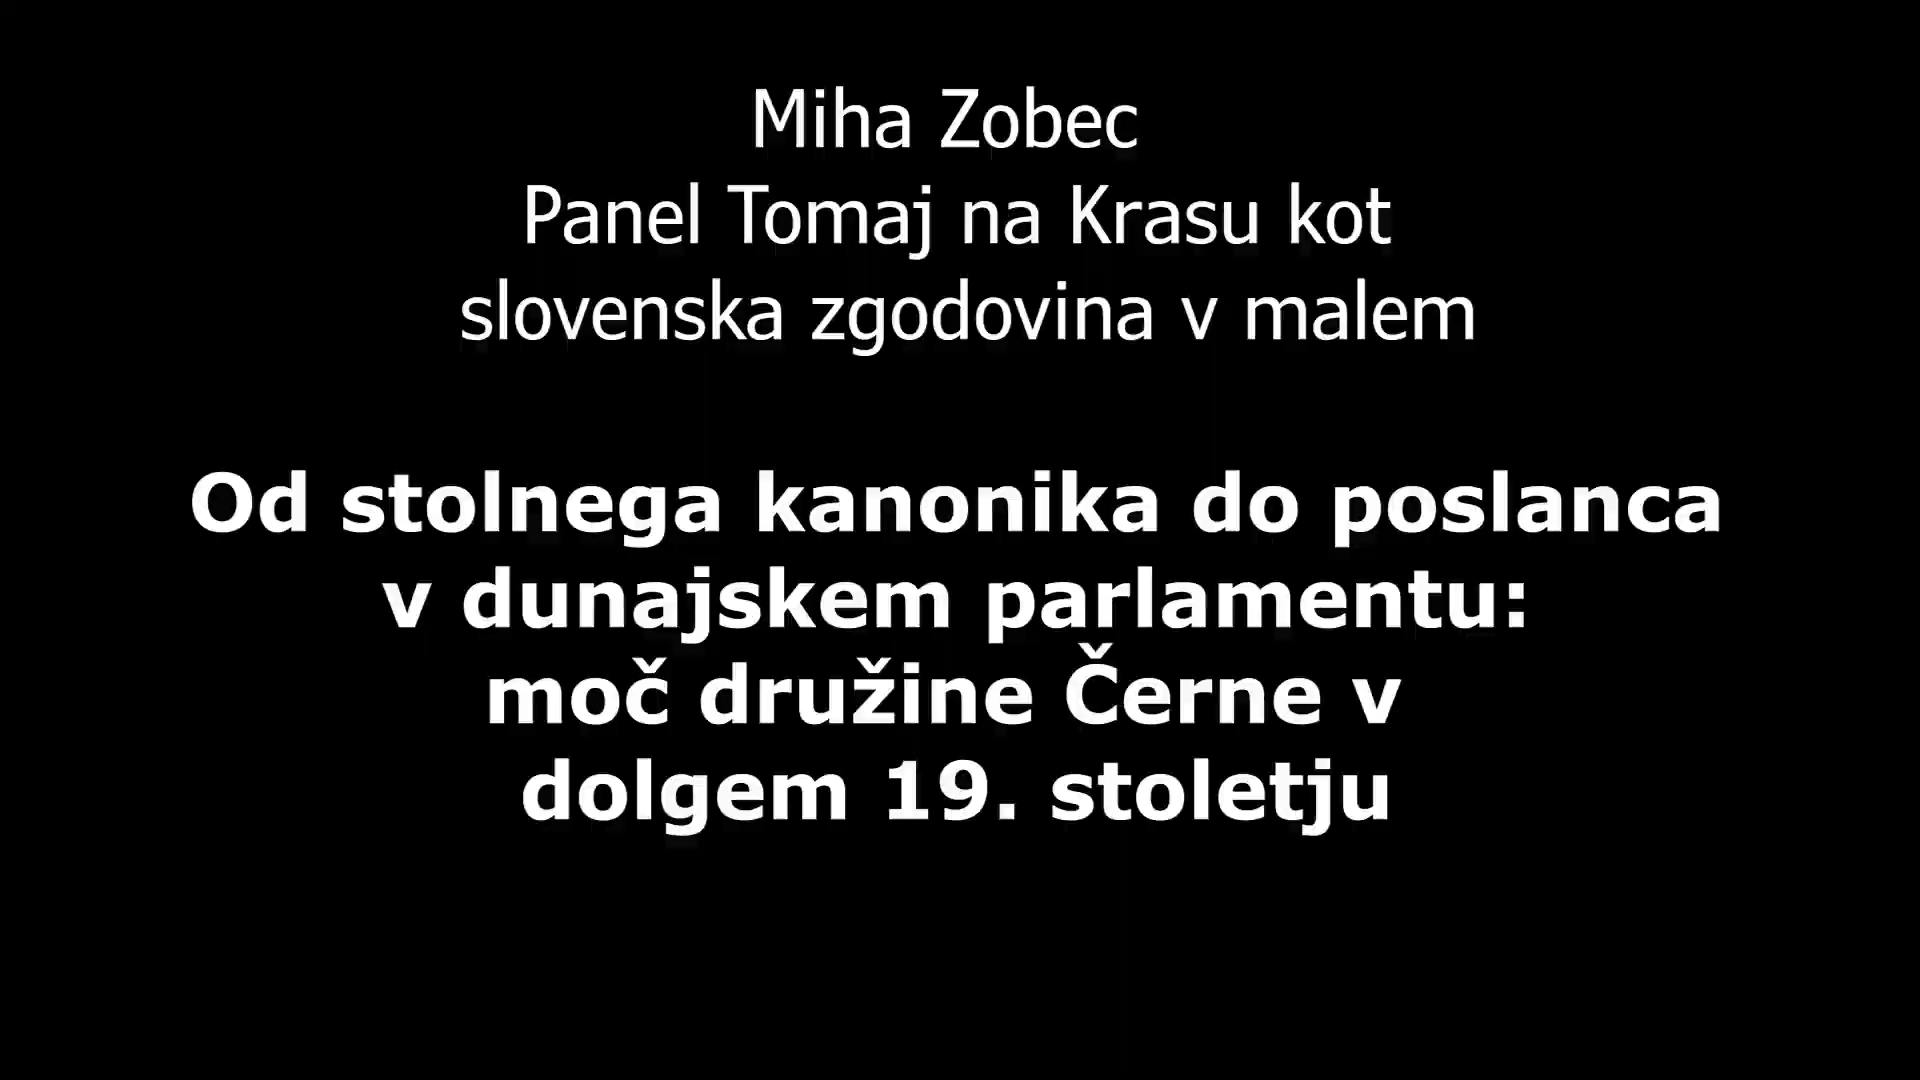 Miha Zobec
Panel Tomaj na Krasu kot
slovenska zgodovina v malem
Od stolnega kanonika do poslanca
v dunajskem parlamentu:
moč družine Černe v
dolgem 19. stoletju